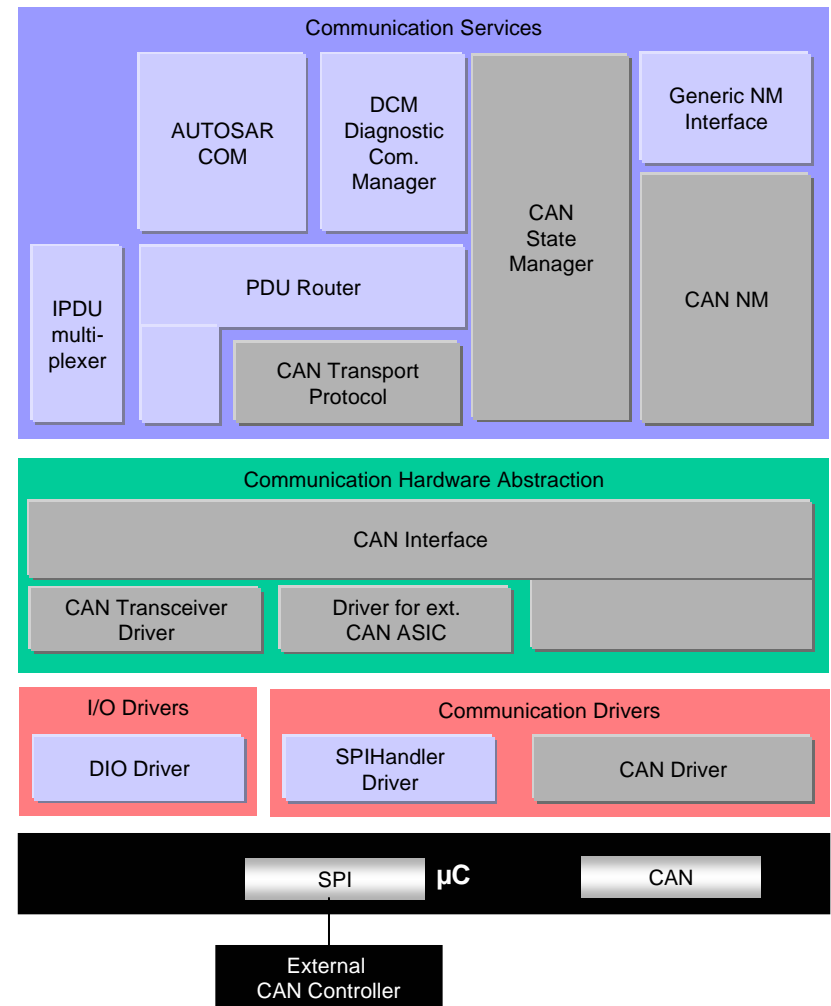 Communication Services
AUTOSAR
COM
DCM
Diagnostic
Com.
Manager
CAN
State
Manager
Generic NM
Interface
IPDU
multi-
plexer
PDU Router
CAN NM
CAN Transport
Protocol
Communication Hardware Abstraction
CAN Interface
CAN Transceiver
Driver
Driver for ext.
CAN ASIC
I/O Drivers
Communication Drivers
DIO Driver
SPIHandler
Driver
CAN Driver
SPI
µC
CAN
External
CAN Controller